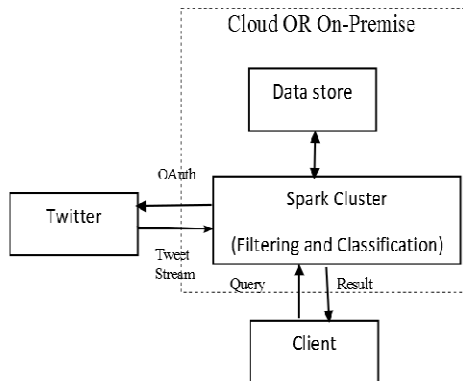 Cloud OR On-Premise
Data store
OAuth
Twitter
Spark Cluster
(Filtering and Classification)
Tweet
Stream
Query
Result
Client